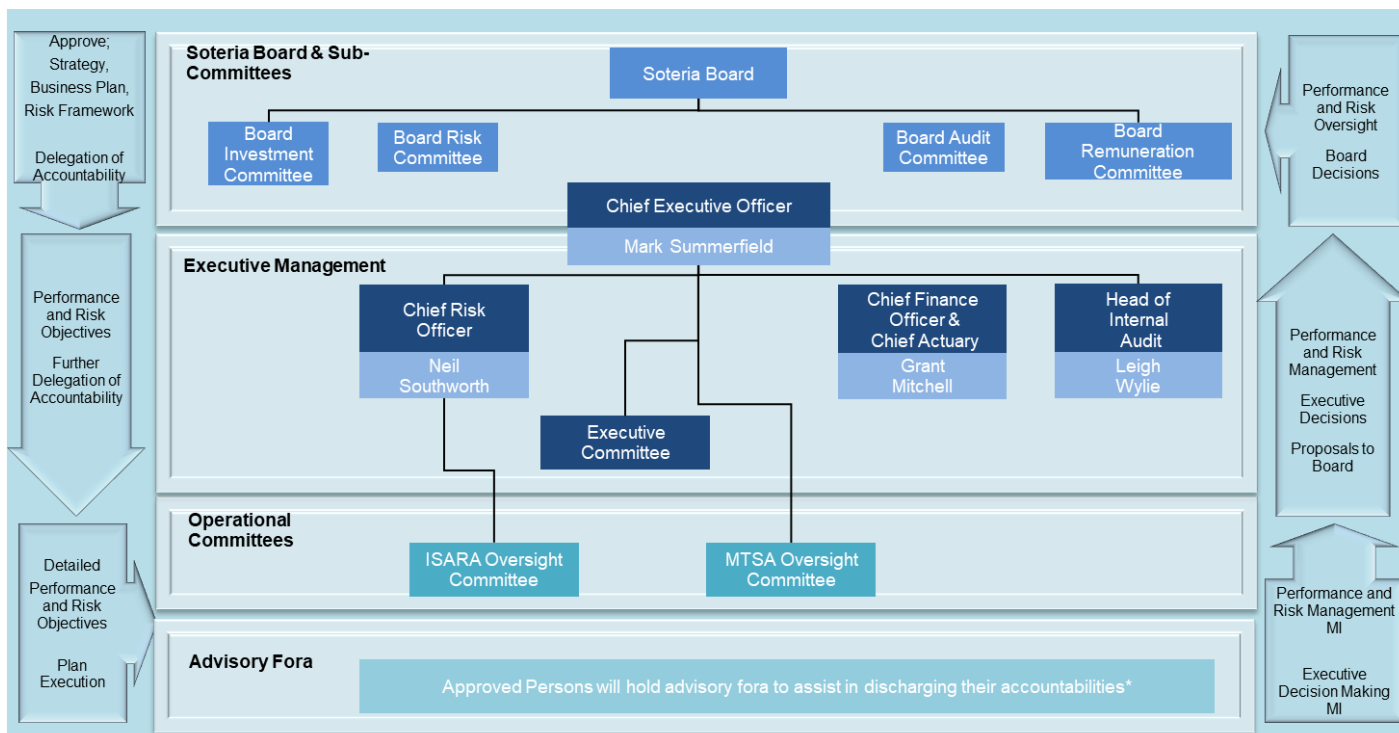 Approve;
Strategy,
Business Plan,
Risk Framework
Delegation of
Accountability
Soteria Board & Sub-
Committees
Soteria Board
Board
Investment
Committee
Board Risk
Committee
Board Audit
Committee
Board
Remuneration
Committee
Performance
and Risk
Oversight
Board
Decisions
Chief Executive Officer
Mark Summerfield
Executive Management
Performance
and Risk
Objectives
Further
Delegation of
Accountability
Chief Risk
Officer
Neil
Southworth
Chief Finance
Officer &
Chief Actuary
Grant
Mitchell
Head of
Internal
Audit
Leigh
Wylie
Executive
Committee
Performance
and Risk
Management
Executive
Decisions
Proposals to
Board
Operational
Committees
ISARA Oversight
Committee
MTSA Oversight
Committee
Detailed
Performance
and Risk
Objectives
Plan
Execution
Performance and
Risk Management
MI
Executive
Decision Making
MI
Advisory Fora
Approved Persons will hold advisory fora to assist in discharging their accountabilities*